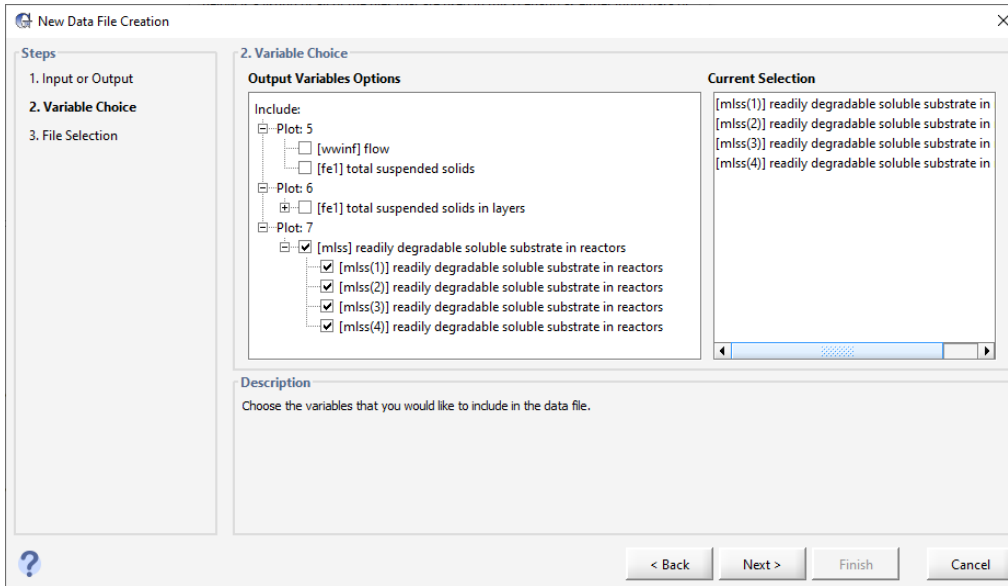 New Data File Creation
Steps
1. Input or Output
2. Variable Choice
3. File Selection
2. Variable Choice
Output Variables Options
Include:
Plot: 5
[wwinf] flow
[fe1] total suspended solids
Plot: 6
[fe1] total suspended solids in layers
Plot: 7
[mlss] readily degradable soluble substrate in reactors
[mlss(1)] readily degradable soluble substrate in reactors
[mlss(2)] readily degradable soluble substrate in reactors
[mlss(3)] readily degradable soluble substrate in reactors
[mlss(4)] readily degradable soluble substrate in reactors
Current Selection
[mlss(1)] readily degradable soluble substrate in
[mlss(2)] readily degradable soluble substrate in
[mlss(3)] readily degradable soluble substrate in
[mlss(4)] readily degradable soluble substrate in
Description
Choose the variables that you would like to include in the data file.
?
< Back
Next >
Finish
Cancel